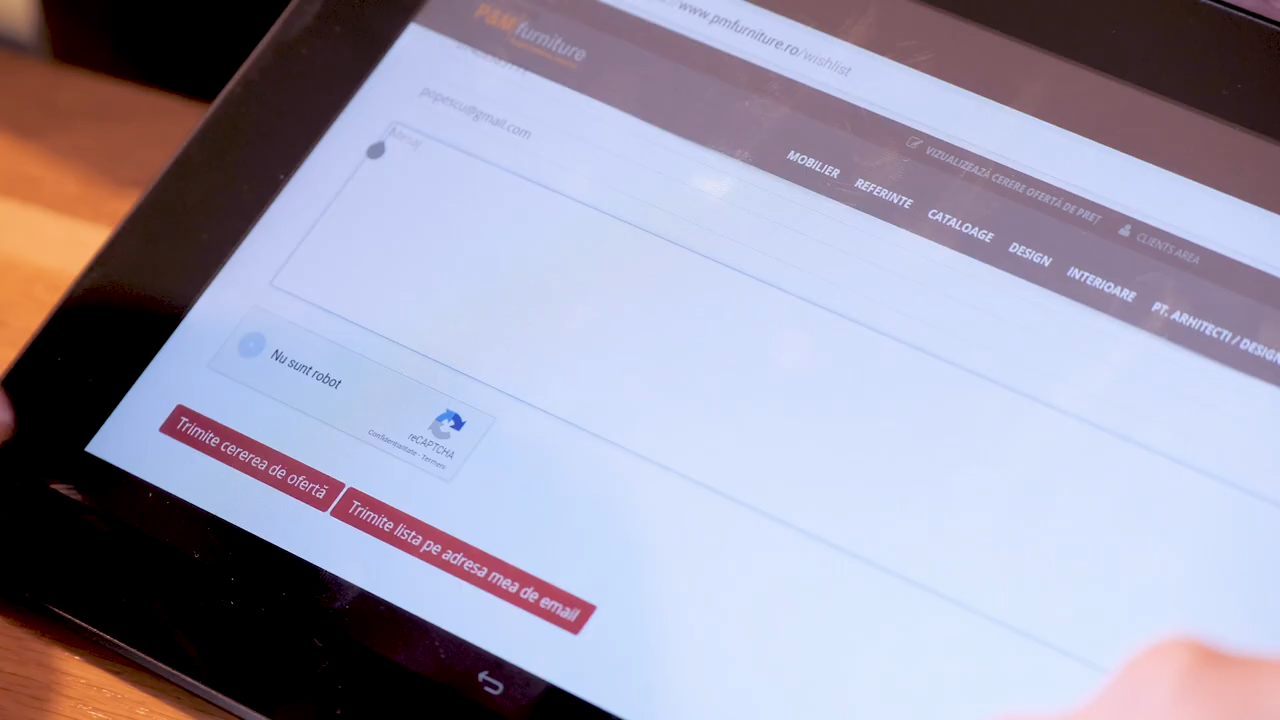 www.pmfurniture.ro/wishlist
P&M furniture
VIZUALIZEAZĂ CERERE OFERTĂ DE PREȚ
CLIENTS AREA
MOBILIER REFERINTE CATALOAGE DESIGN INTERIOARE PT. ARHITECTI / DESIGN
popescu@gmail.com
Mesaj
Nu sunt robot
reCAPTCHA
Confidențialitate - Termeni
Trimite cererea de ofertă
Trimite lista pe adresa mea de email